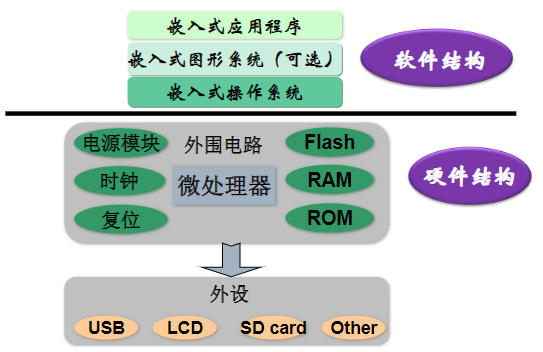 嵌入式应用程序
嵌入式图形系统（可选）
嵌入式操作系统
软件结构
电源模块
外围电路
Flash
时钟
微处理器
RAM
复位
ROM
硬件结构
外设
USB
LCD
SD card
Other